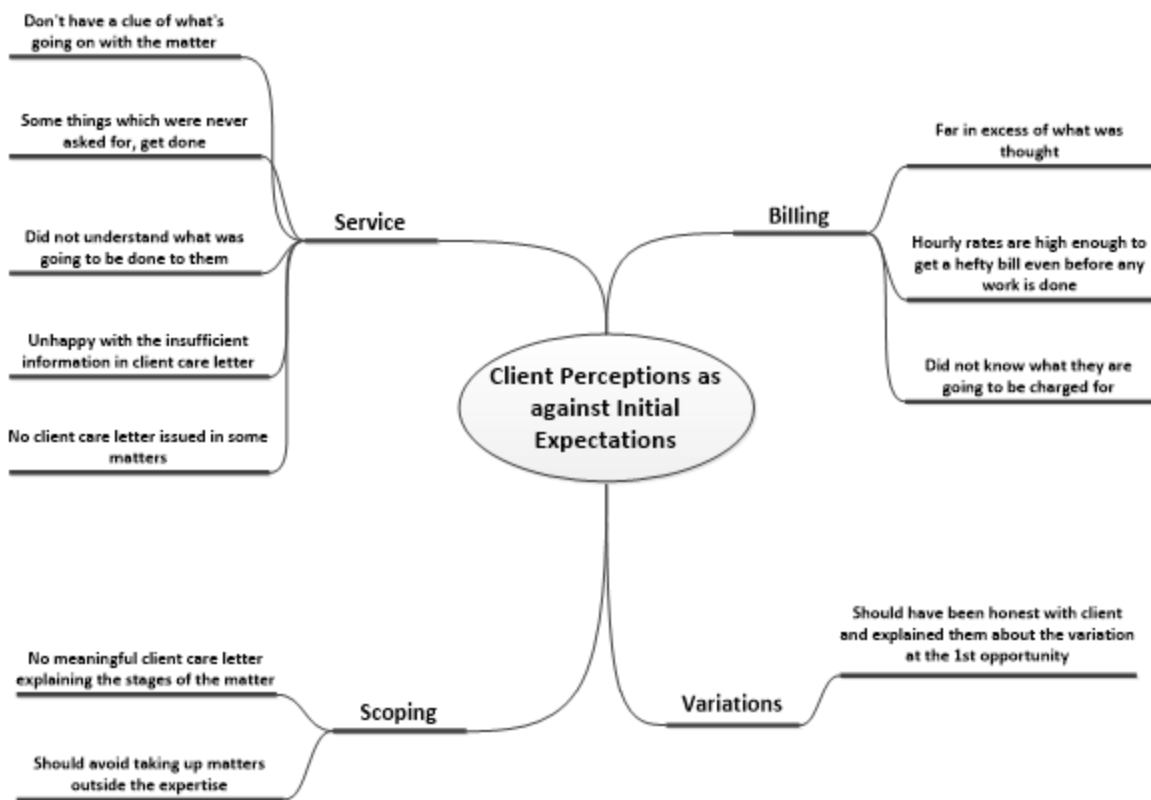 Don't have a clue of what's
going on with the matter
Some things which were never
asked for, get done
Did not understand what was
going to be done to them
Unhappy with the insufficient
information in client care letter
No client care letter issued in some
matters
Service
Billing
Far in excess of what was
thought
Hourly rates are high enough to
get a hefty bill even before any
work is done
Did not know what they are
going to be charged for
Client Perceptions as
against Initial
Expectations
No meaningful client care letter
explaining the stages of the matter
Should avoid taking up matters
outside the expertise
Scoping
Variations
Should have been honest with client
and explained them about the variation
at the 1st opportunity